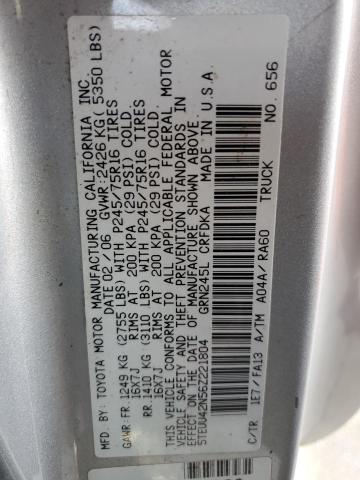 MFD. BY: TOYOTA MOTOR MANUFACTURING CALIFORNIA INC.
DATE 02/06 GVWR:2426 KG( 5350 LBS)
GAWR:FR.1249 KG (2755 LBS) WITH P245/75R16 TIRES
16X7J RIMS AT 200 KPA (29 PSI) COLD.
RR.1410 KG (3110 LBS) WITH P245/75R16 TIRES
16X7J RIMS AT 200 KPA (29 PSI) COLD.
THIS VEHICLE CONFORMS TO ALL APPLICABLE FEDERAL MOTOR
VEHICLE SAFETY AND THEFT PREVENTION STANDARDS IN
EFFECT ON THE DATE OF MANUFACTURE SHOWN ABOVE.
5TEUU42N56Z221804 GRN245L CRFDKA MADE IN U.S.A.
C/TR 1E7/FA13 A/TM A04A/RA60 TRUCK
NO. 656